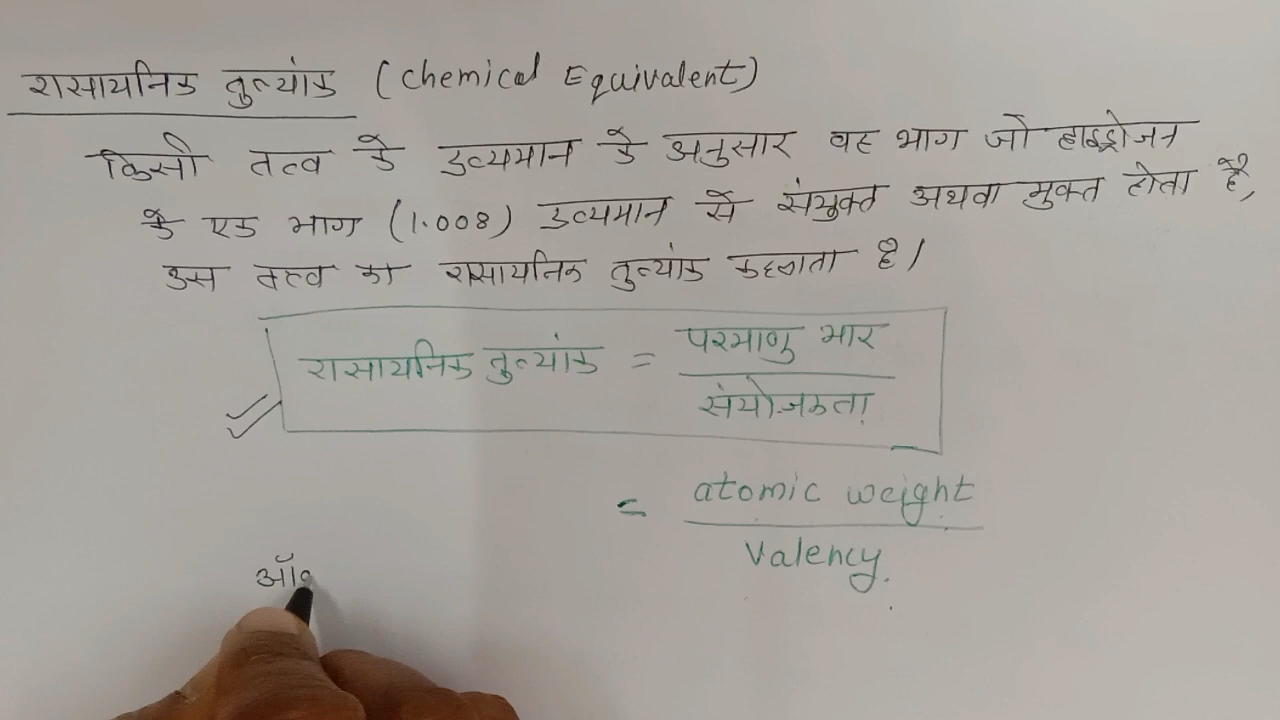 रासायनिक तुल्यांक (Chemical Equivalent)
किसी तत्व के द्रव्यमान के अनुसार वह भाग जो हाइड्रोजन
के एक भाग (1.008) द्रव्यमान से संयुक्त अथवा मुक्त होता है,
उस तत्व का रासायनिक तुल्यांक कहलाता है।
रासायनिक तुल्यांक = परमाणु भार
संयोजकता
= atomic weight
Valency.